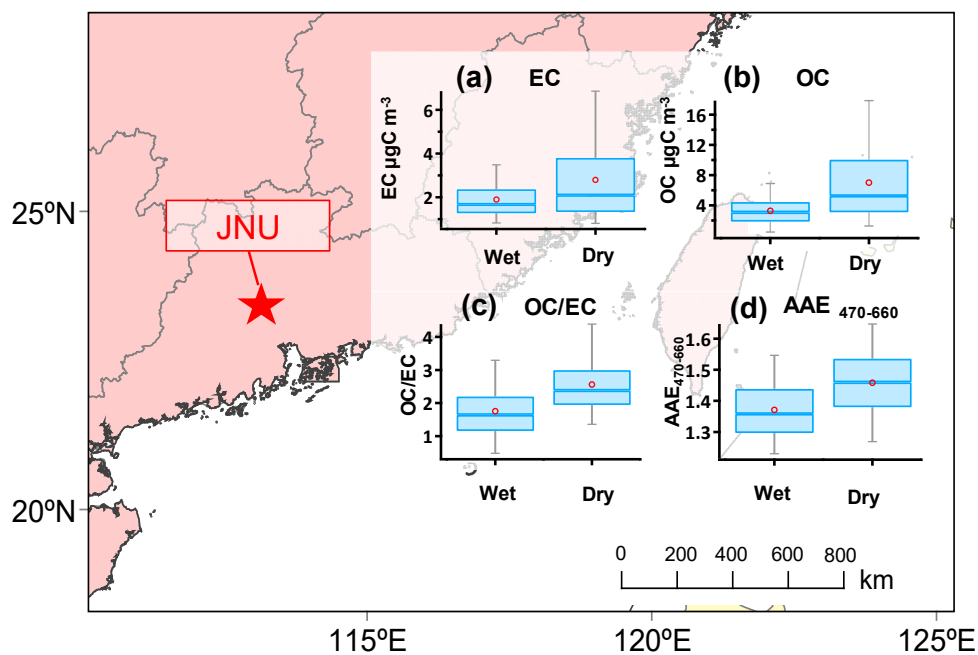 (a) EC
EC µgC m-3
6
4
2
Wet Dry
(b) OC
OC µgC m-3
16
12
8
4
Wet Dry
JNU
(c) OC/EC
OC/EC
4
3
2
1
Wet Dry
(d) AAE 470-660
AAE470-660
1.6
1.5
1.4
1.3
Wet Dry
25ºN
20ºN
0 200 400 600 800
km
115ºE 120ºE 125ºE